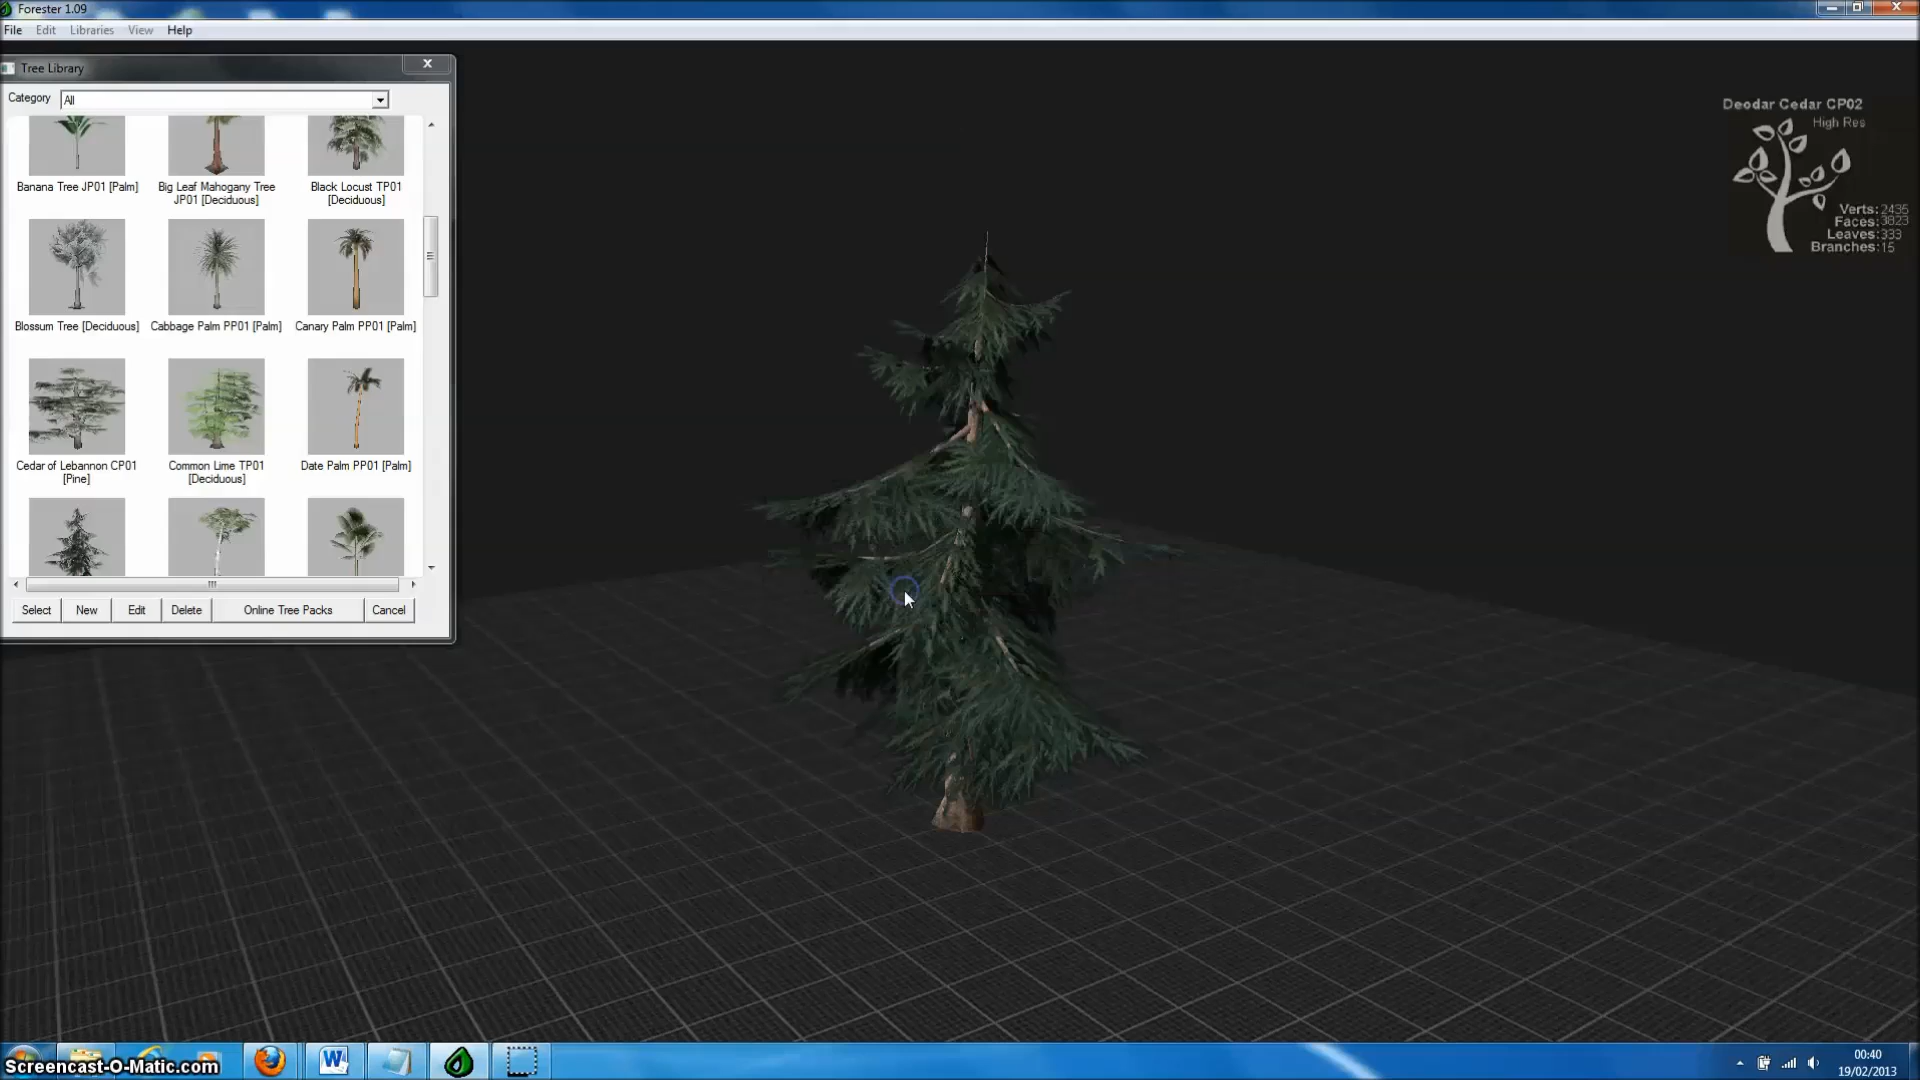 Forester 1.09
File Edit Libraries View Help
Tree Library
Category All
Banana Tree JP01 [Palm]
Big Leaf Mahogany Tree
JP01 [Deciduous]
Black Locust TP01
[Deciduous]
Blossum Tree [Deciduous]
Cabbage Palm PP01 [Palm]
Canary Palm PP01 [Palm]
Cedar of Lebannon CP01
[Pine]
Common Lime TP01
[Deciduous]
Date Palm PP01 [Palm]
Select New Edit Delete Online Tree Packs Cancel
Deodar Cedar CP02
High Res
Verts:2435
Faces:3823
Leaves:333
Branches:15
Screencast-O-Matic.com
00:40
19/02/2013